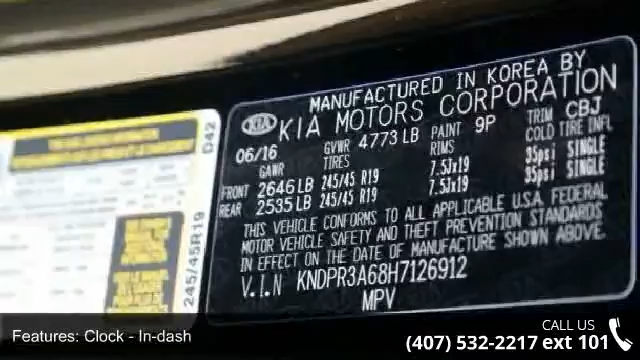 MANUFACTURED IN KOREA BY
KIA KIA MOTORS CORPORATION
06/16 GVWR 4773 LB PAINT 9P TRIM CBJ
GAWR TIRES RIMS COLD TIRE INFL
FRONT 2646 LB 245/45 R19 7.5Jx19 35psi SINGLE
REAR 2535 LB 245/45 R19 7.5Jx19 35psi SINGLE
THIS VEHICLE CONFORMS TO ALL APPLICABLE U.S.A. FEDERAL
MOTOR VEHICLE SAFETY AND THEFT PREVENTION STANDARDS
IN EFFECT ON THE DATE OF MANUFACTURE SHOWN ABOVE.
V.I.N KNDPR3A68H7126912
MPV
D42
245/45R19
Features: Clock - In-dash
CALL US
(407) 532-2217 ext 101